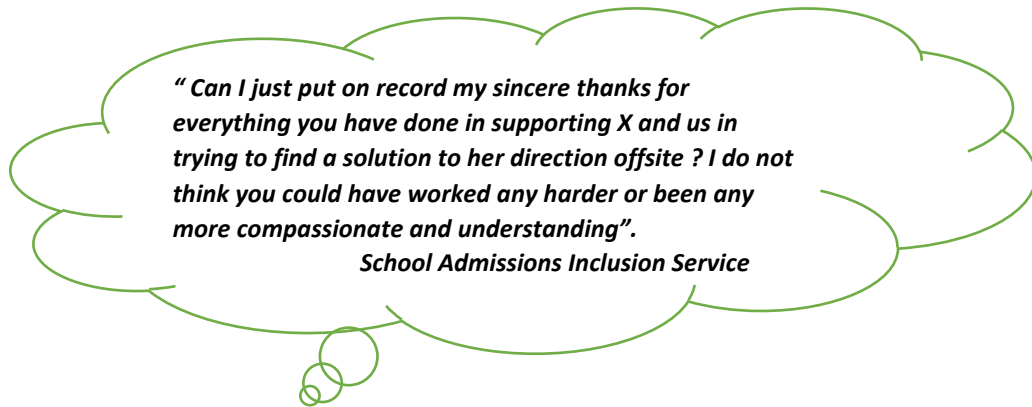 “ Can I just put on record my sincere thanks for
everything you have done in supporting X and us in
trying to find a solution to her direction offsite ? I do not
think you could have worked any harder or been any
more compassionate and understanding”.
School Admissions Inclusion Service